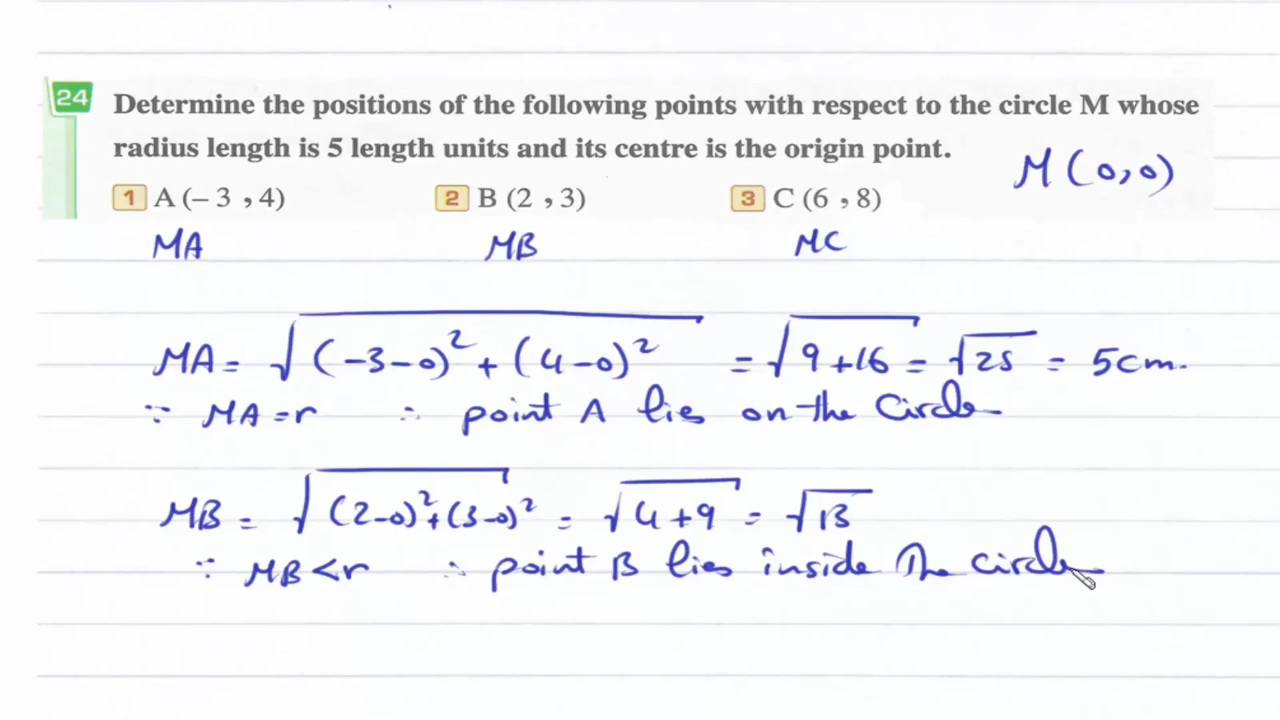 24 Determine the positions of the following points with respect to the circle M whose
radius length is 5 length units and its centre is the origin point.
M (0,0)
1 A (– 3 , 4) 2 B (2 , 3) 3 C (6 , 8)
MA MB MC
MA = √((-3-0)² + (4-0)²) = √(9+16) = √25 = 5cm.
∵ MA = r ∴ point A lies on the Circle
MB = √((2-0)² + (3-0)²) = √(4+9) = √13
∵ MB < r ∴ point B lies inside The circle